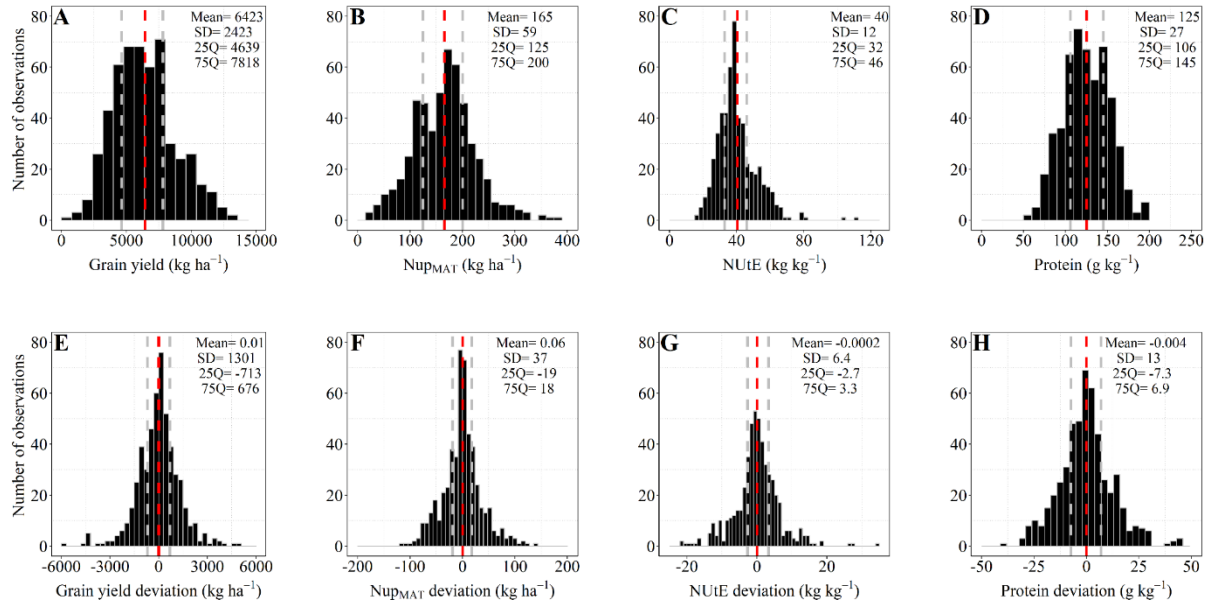 A
Mean= 6423
SD= 2423
25Q= 4639
75Q= 7818
Number of observations
80
60
40
20
0
0 5000 10000 15000
Grain yield (kg ha⁻¹)
B
Mean= 165
SD= 59
25Q= 125
75Q= 200
80
60
40
20
0
0 100 200 300 400
NupMAT (kg ha⁻¹)
C
Mean= 40
SD= 12
25Q= 32
75Q= 46
80
60
40
20
0
0 40 80 120
NUtE (kg kg⁻¹)
D
Mean= 125
SD= 27
25Q= 106
75Q= 145
80
60
40
20
0
0 50 100 150 200 250
Protein (g kg⁻¹)
E
Mean= 0.01
SD= 1301
25Q= -713
75Q= 676
Number of observations
80
60
40
20
0
-6000 -3000 0 3000 6000
Grain yield deviation (kg ha⁻¹)
F
Mean= 0.06
SD= 37
25Q= -19
75Q= 18
80
60
40
20
0
-200 -100 0 100 200
NupMAT deviation (kg ha⁻¹)
G
Mean= -0.0002
SD= 6.4
25Q= -2.7
75Q= 3.3
80
60
40
20
0
-20 0 20
NUtE deviation (kg kg⁻¹)
H
Mean= -0.004
SD= 13
25Q= -7.3
75Q= 6.9
80
60
40
20
0
-50 -25 0 25 50
Protein deviation (g kg⁻¹)